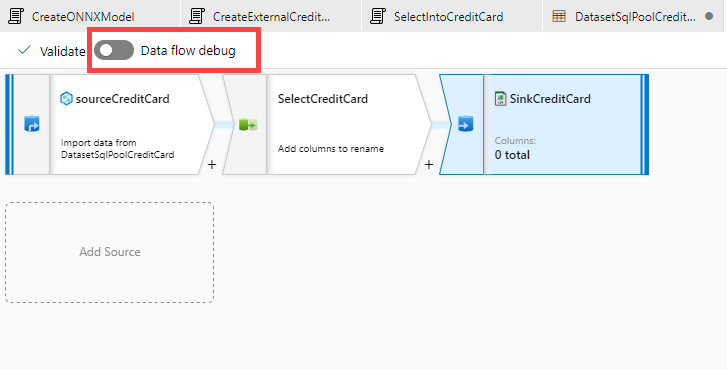 CreateONNXModel
CreateExternalCredit...
SelectIntoCreditCard
DatasetSqlPoolCredit...
Validate
Data flow debug
sourceCreditCard
Import data from
DatasetSqlPoolCreditCard
+
SelectCreditCard
Add columns to rename
+
SinkCreditCard
Columns:
0 total
Add Source